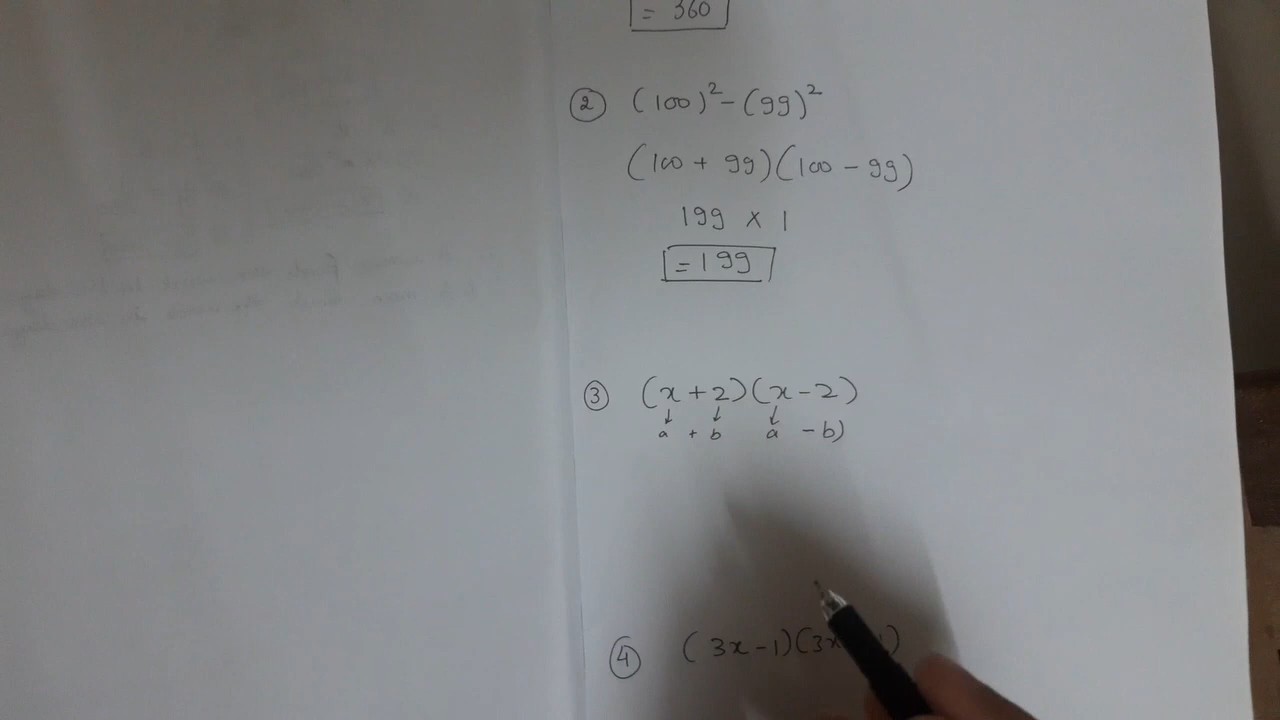 = 360
② (100)² - (99)²
(100 + 99)(100 - 99)
199 × 1
= 199
③ (x + 2)(x - 2)
↓ ↓ ↓
a + b a - b)
④ (3x - 1)(3x 1)